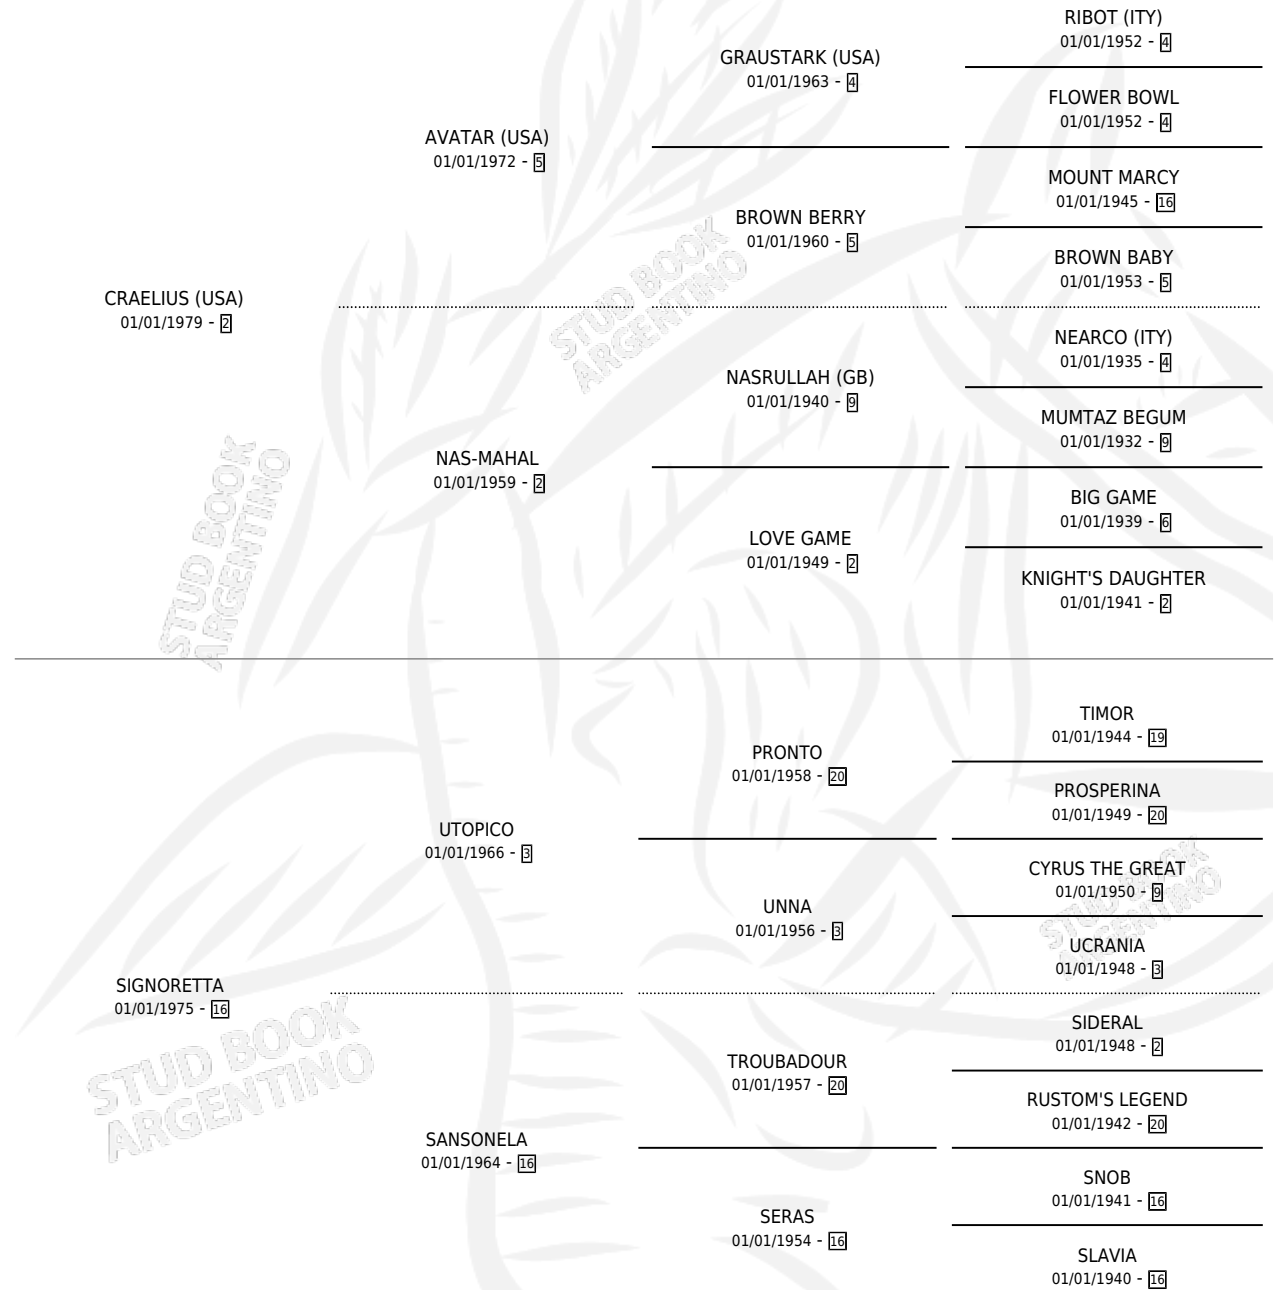 RIBOT (ITY)
01/01/1952 - 4
GRAUSTARK (USA)
01/01/1963 - 4
FLOWER BOWL
01/01/1952 - 4
AVATAR (USA)
01/01/1972 - 5
MOUNT MARCY
01/01/1945 - 16
BROWN BERRY
01/01/1960 - 5
BROWN BABY
01/01/1953 - 5
CRAELIUS (USA)
01/01/1979 - 2
STUD BOOK
ARGENTINO
NEARCO (ITY)
01/01/1935 - 4
NASRULLAH (GB)
01/01/1940 - 9
MUMTAZ BEGUM
01/01/1932 - 9
NAS-MAHAL
01/01/1959 - 2
BIG GAME
01/01/1939 - 6
LOVE GAME
01/01/1949 - 2
KNIGHT'S DAUGHTER
01/01/1941 - 2
STUD BOOK
ARGENTINO
TIMOR
01/01/1944 - 19
PRONTO
01/01/1958 - 20
PROSPERINA
01/01/1949 - 20
UTOPICO
01/01/1966 - 3
CYRUS THE GREAT
01/01/1950 - 9
UNNA
01/01/1956 - 3
STUD BOOK
ARGENTINO
UCRANIA
01/01/1948 - 3
SIGNORETTA
01/01/1975 - 16
SIDERAL
01/01/1948 - 2
TROUBADOUR
01/01/1957 - 20
RUSTOM'S LEGEND
01/01/1942 - 20
STUD BOOK
ARGENTINO
SANSONELA
01/01/1964 - 16
SNOB
01/01/1941 - 16
SERAS
01/01/1954 - 16
SLAVIA
01/01/1940 - 16